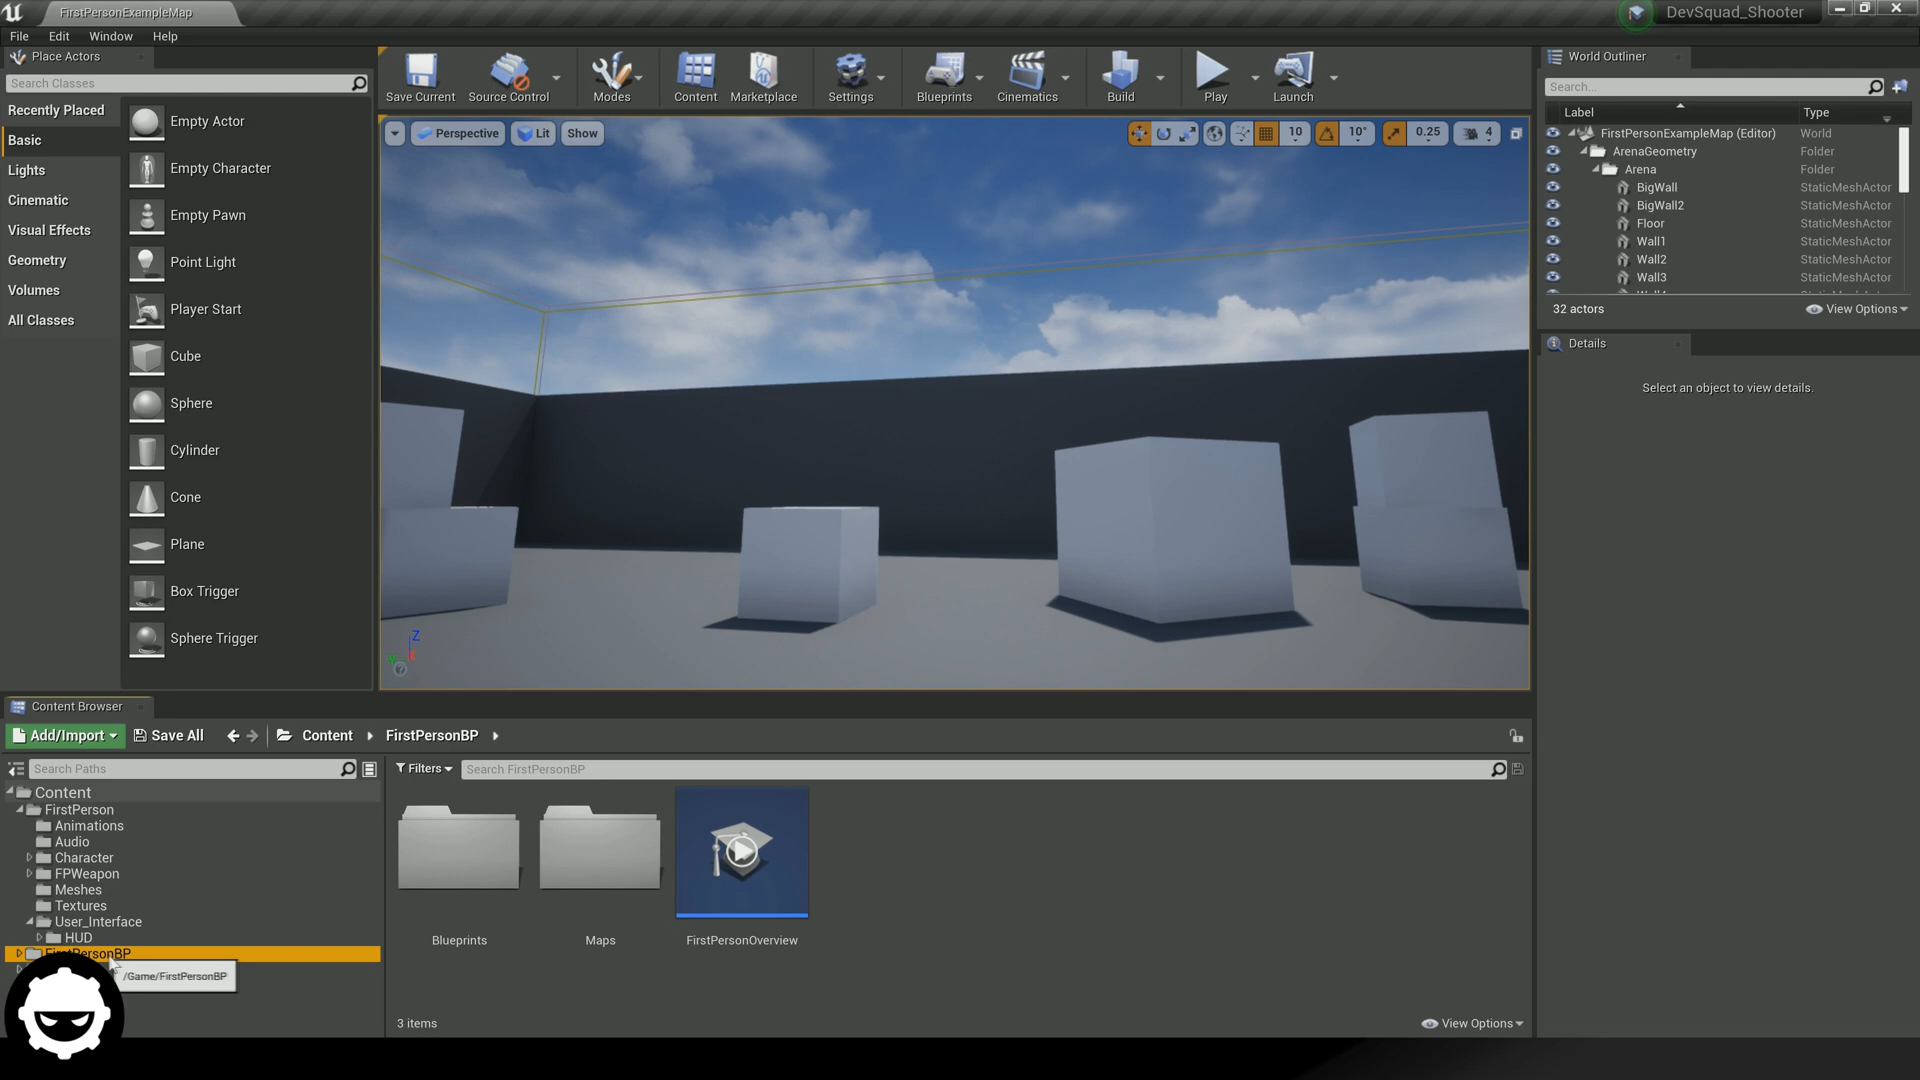 FirstPersonExampleMap
DevSquad_Shooter
File Edit Window Help
Place Actors
Search Classes
Recently Placed
Basic
Lights
Cinematic
Visual Effects
Geometry
Volumes
All Classes
Empty Actor
Empty Character
Empty Pawn
Point Light
Player Start
Cube
Sphere
Cylinder
Cone
Plane
Box Trigger
Sphere Trigger
Save Current Source Control Modes Content Marketplace Settings Blueprints Cinematics Build Play Launch
Perspective Lit Show
10 10° 0.25 4
Z
World Outliner
Search...
Label Type
FirstPersonExampleMap (Editor) World
ArenaGeometry Folder
Arena Folder
BigWall StaticMeshActor
BigWall2 StaticMeshActor
Floor StaticMeshActor
Wall1 StaticMeshActor
Wall2 StaticMeshActor
Wall3 StaticMeshActor
32 actors View Options
Details
Select an object to view details.
Content Browser
Add/Import Save All Content FirstPersonBP
Search Paths
Content
FirstPerson
Animations
Audio
Character
FPWeapon
Meshes
Textures
User_Interface
HUD
FirstPersonBP
/Game/FirstPersonBP
Filters Search FirstPersonBP
Blueprints Maps FirstPersonOverview
3 items View Options